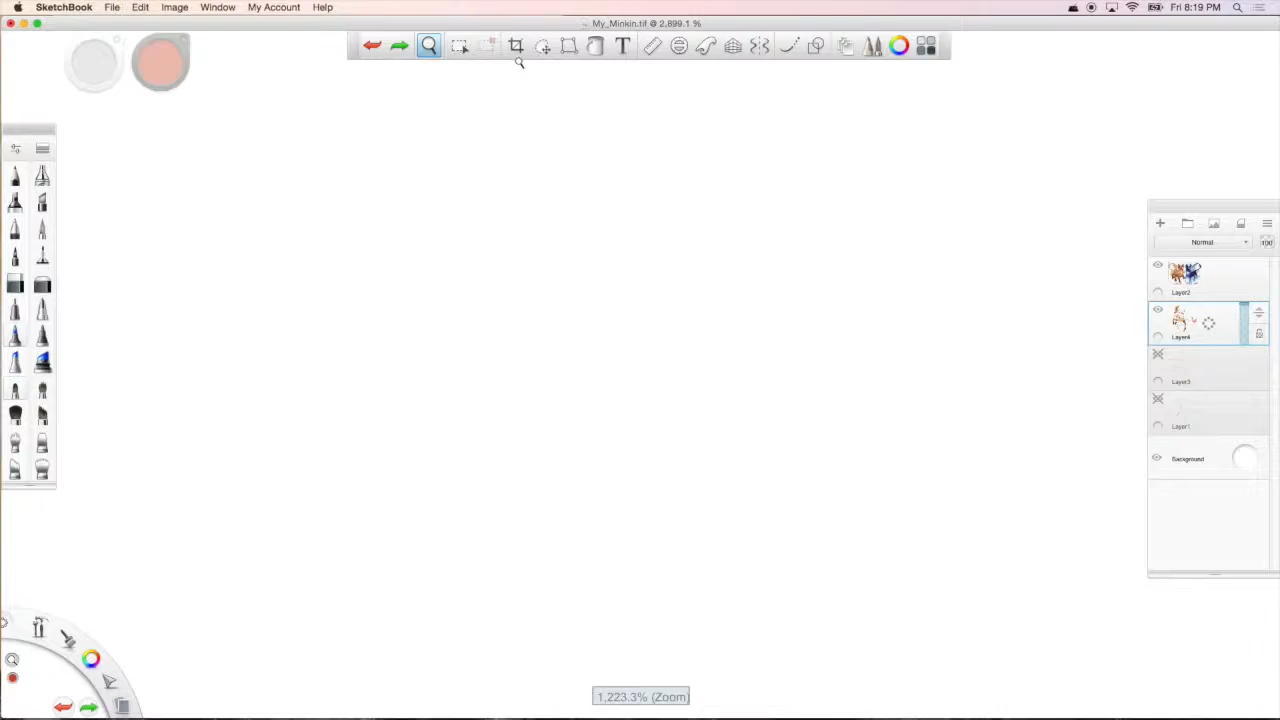 SketchBook File Edit Image Window My Account Help Fri 8:19 PM
My_Minkin.tif @ 2,899.1 %
T
Normal 100
Layer2
Layer4
Layer3
Layer1
Background
1,223.3% (Zoom)